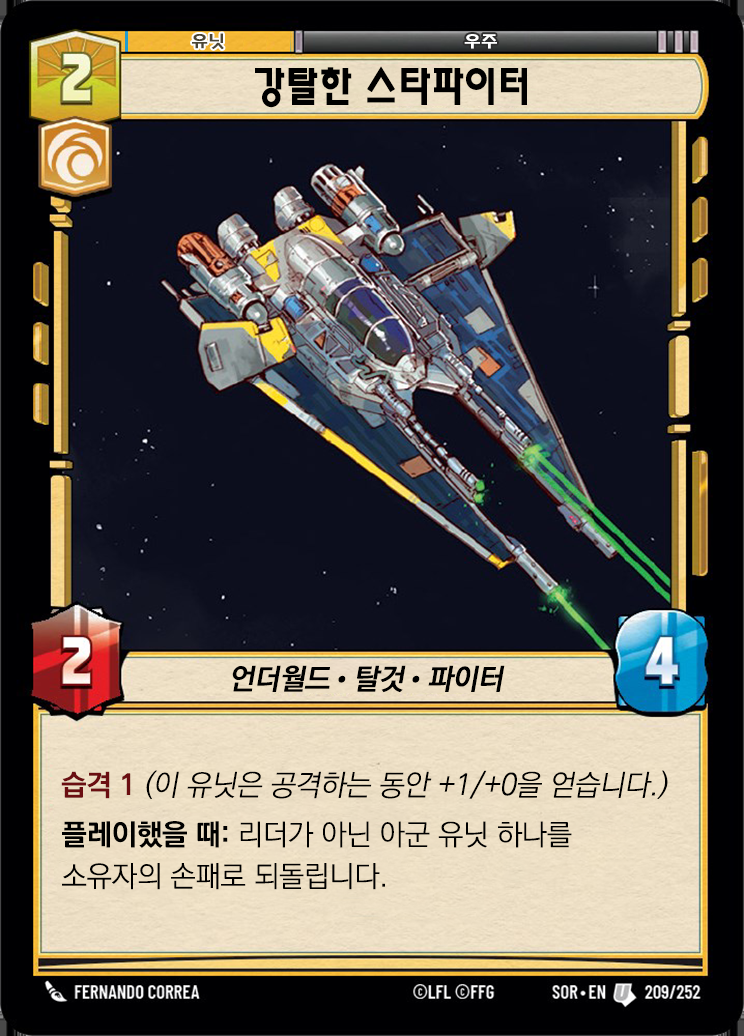 유닛
우주
2
강탈한 스타파이터
2
언더월드 • 탈것 • 파이터
4
습격 1 (이 유닛은 공격하는 동안 +1/+0을 얻습니다.)
플레이했을 때: 리더가 아닌 아군 유닛 하나를
소유자의 손패로 되돌립니다.
FERNANDO CORREA
©LFL ©FFG
SOR • EN U 209/252